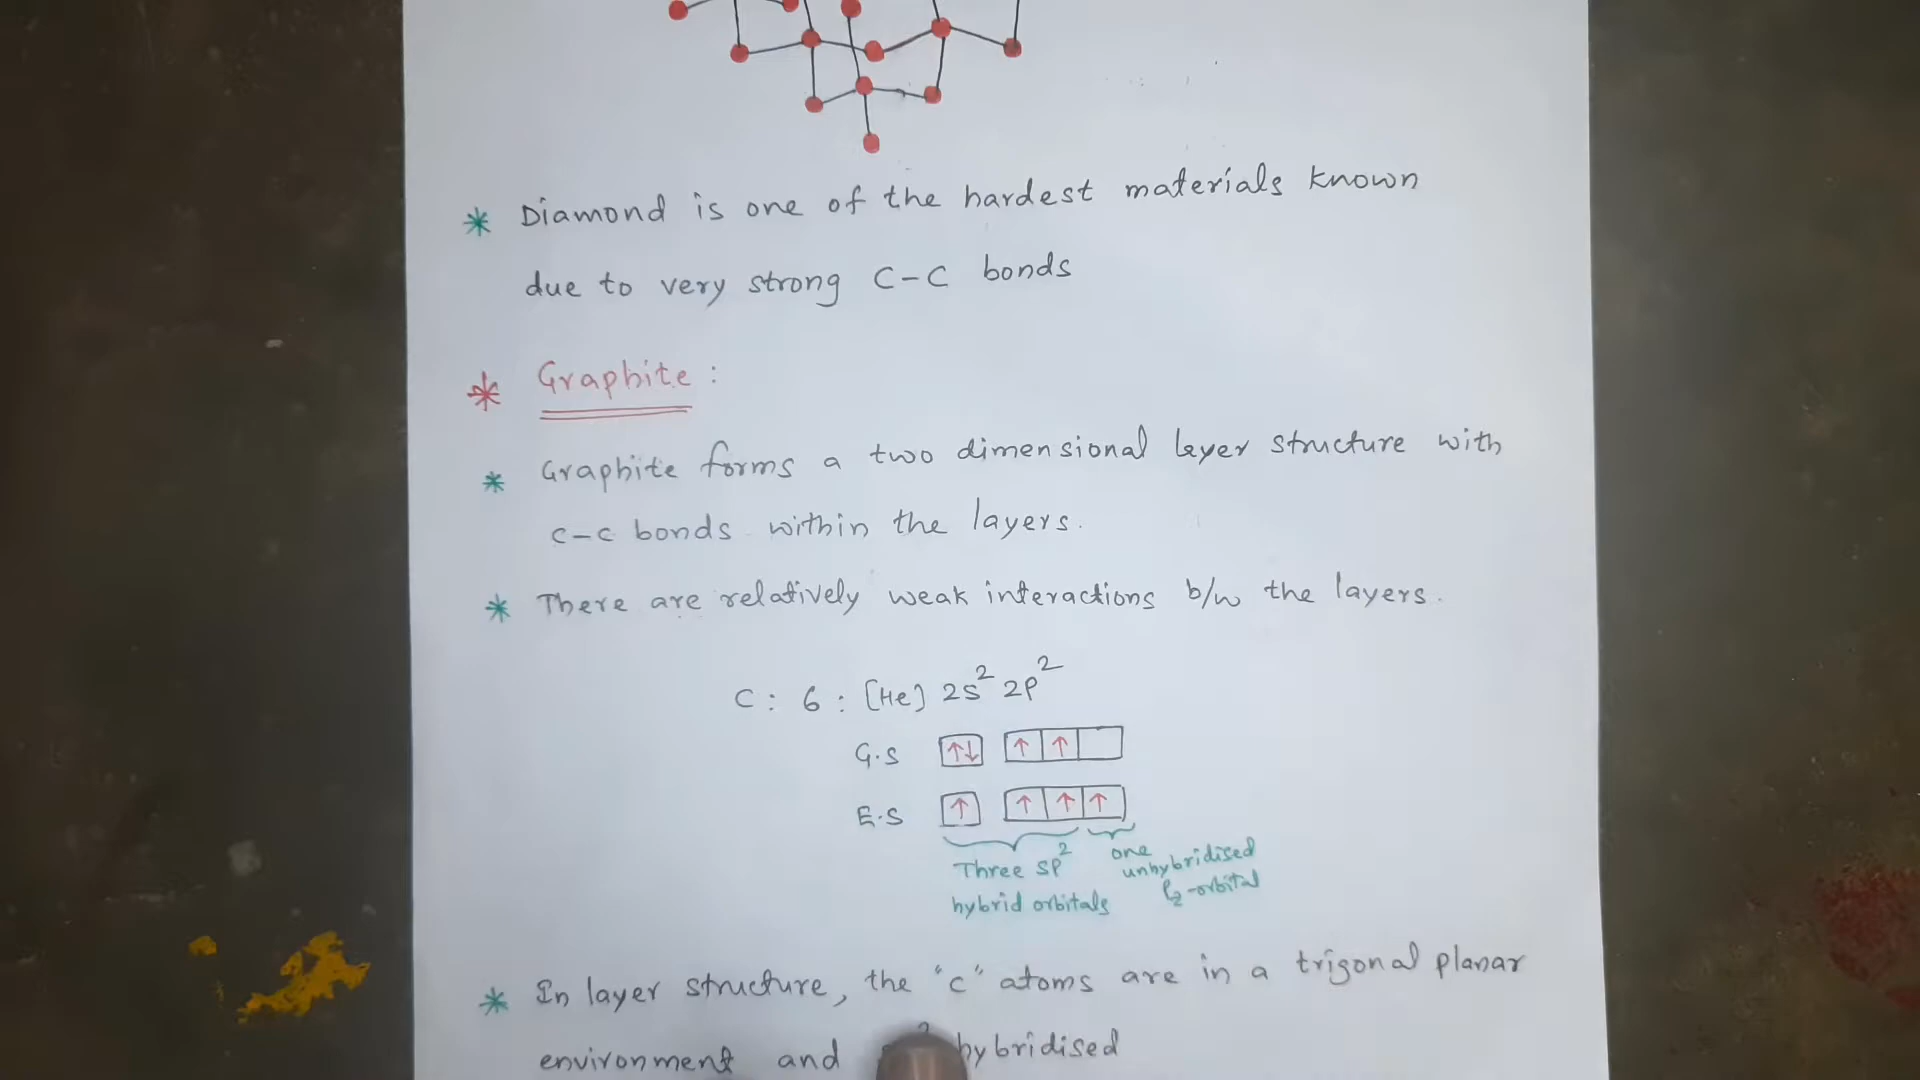 * Diamond is one of the hardest materials known
due to very strong C-C bonds
* Graphite :
* Graphite forms a two dimensional layer structure with
C-C bonds within the layers.
* There are relatively weak interactions b/w the layers.
C : 6 : [He] 2s² 2p²
G.S ↑↓ ↑ ↑
E.S ↑ ↑ ↑ ↑
Three sp² hybrid orbitals
one unhybridised Pz-orbital
* In layer structure, the "c" atoms are in a trigonal planar
environment and hybridised